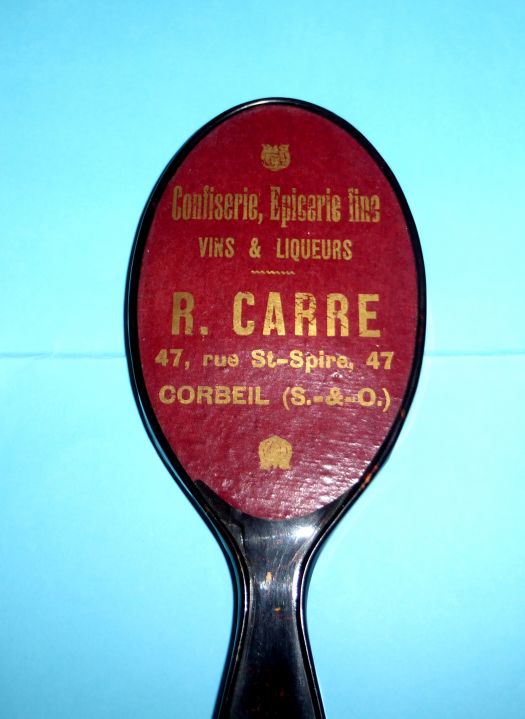 Confiserie, Epicerie fine
VINS & LIQUEURS
R. CARRE
47, rue St-Spire, 47
CORBEIL (S.-&-O.)